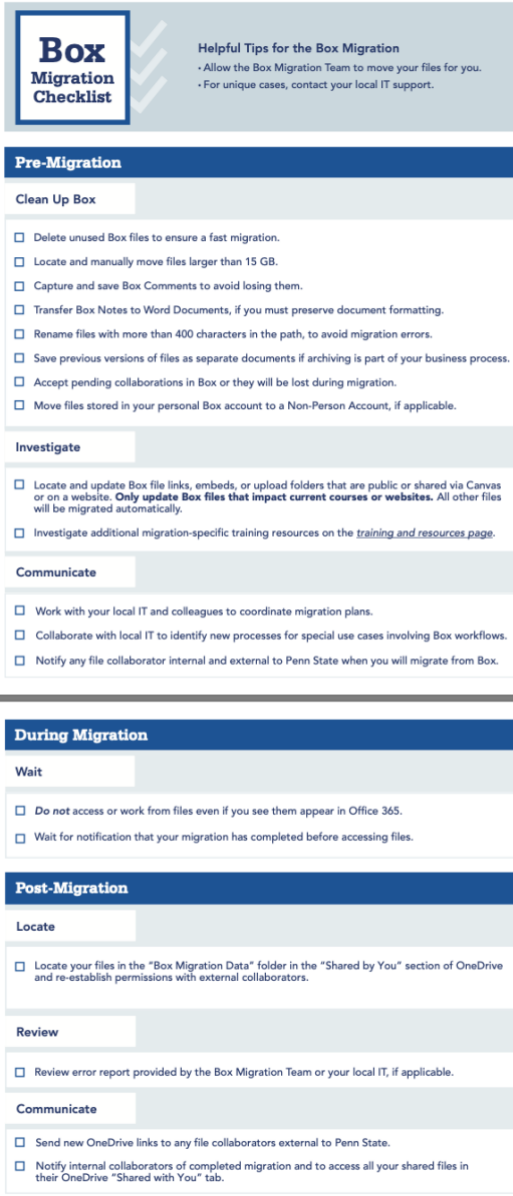 Box
Migration
Checklist
Helpful Tips for the Box Migration
• Allow the Box Migration Team to move your files for you.
• For unique cases, contact your local IT support.
Pre-Migration
Clean Up Box
Delete unused Box files to ensure a fast migration.
Locate and manually move files larger than 15 GB.
Capture and save Box Comments to avoid losing them.
Transfer Box Notes to Word Documents, if you must preserve document formatting.
Rename files with more than 400 characters in the path, to avoid migration errors.
Save previous versions of files as separate documents if archiving is part of your business process.
Accept pending collaborations in Box or they will be lost during migration.
Move files stored in your personal Box account to a Non-Person Account, if applicable.
Investigate
Locate and update Box file links, embeds, or upload folders that are public or shared via Canvas
or on a website. Only update Box files that impact current courses or websites. All other files
will be migrated automatically.
Investigate additional migration-specific training resources on the training and resources page.
Communicate
Work with your local IT and colleagues to coordinate migration plans.
Collaborate with local IT to identify new processes for special use cases involving Box workflows.
Notify any file collaborator internal and external to Penn State when you will migrate from Box.
During Migration
Wait
Do not access or work from files even if you see them appear in Office 365.
Wait for notification that your migration has completed before accessing files.
Post-Migration
Locate
Locate your files in the "Box Migration Data" folder in the "Shared by You" section of OneDrive
and re-establish permissions with external collaborators.
Review
Review error report provided by the Box Migration Team or your local IT, if applicable.
Communicate
Send new OneDrive links to any file collaborators external to Penn State.
Notify internal collaborators of completed migration and to access all your shared files in
their OneDrive "Shared with You" tab.